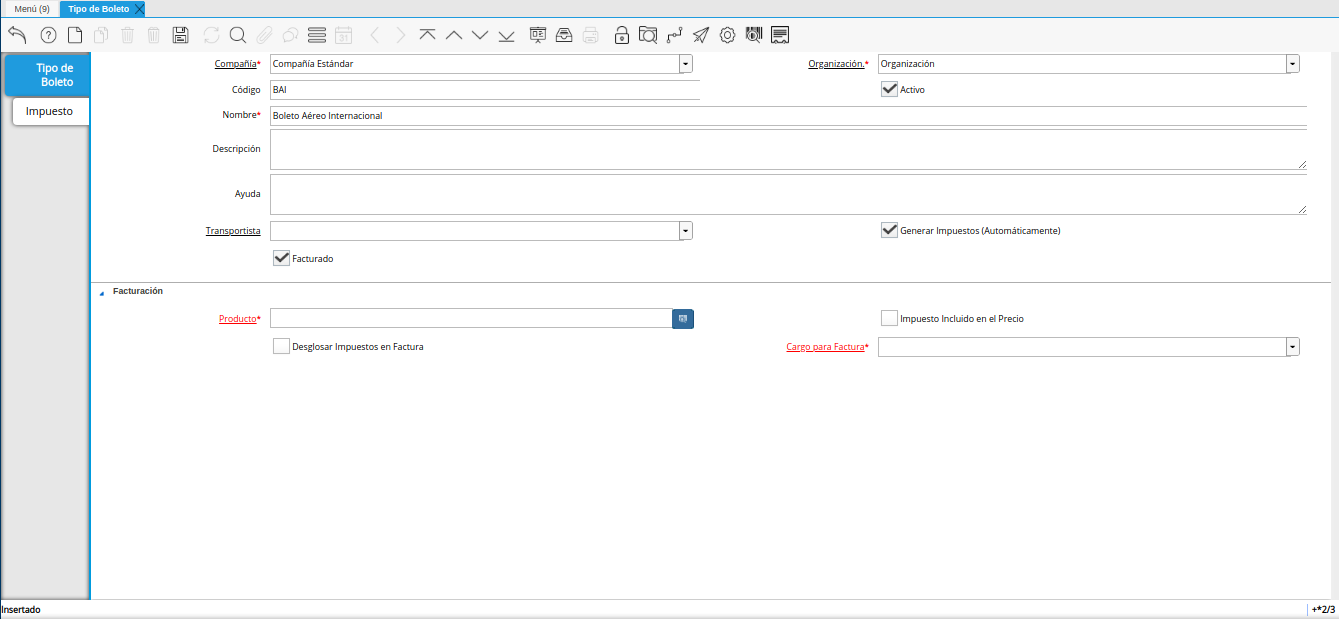 Menú (9) Tipo de Boleto
31
Tipo de
Boleto
Impuesto
Compañía* Compañía Estándar Organización.* Organización
Código BAI Activo
Nombre* Boleto Aéreo Internacional
Descripción
Ayuda
Transportista Generar Impuestos (Automáticamente)
Facturado
Facturación
Producto* Impuesto Incluido en el Precio
Desglosar Impuestos en Factura Cargo para Factura*
Insertado +*2/3